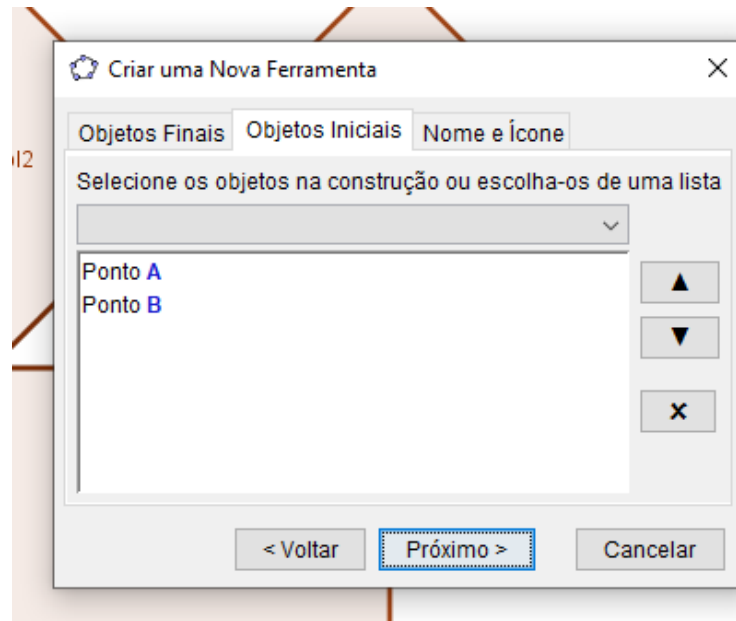 Criar uma Nova Ferramenta
Objetos Finais Objetos Iniciais Nome e Ícone
Selecione os objetos na construção ou escolha-os de uma lista
Ponto A
Ponto B
< Voltar Próximo > Cancelar